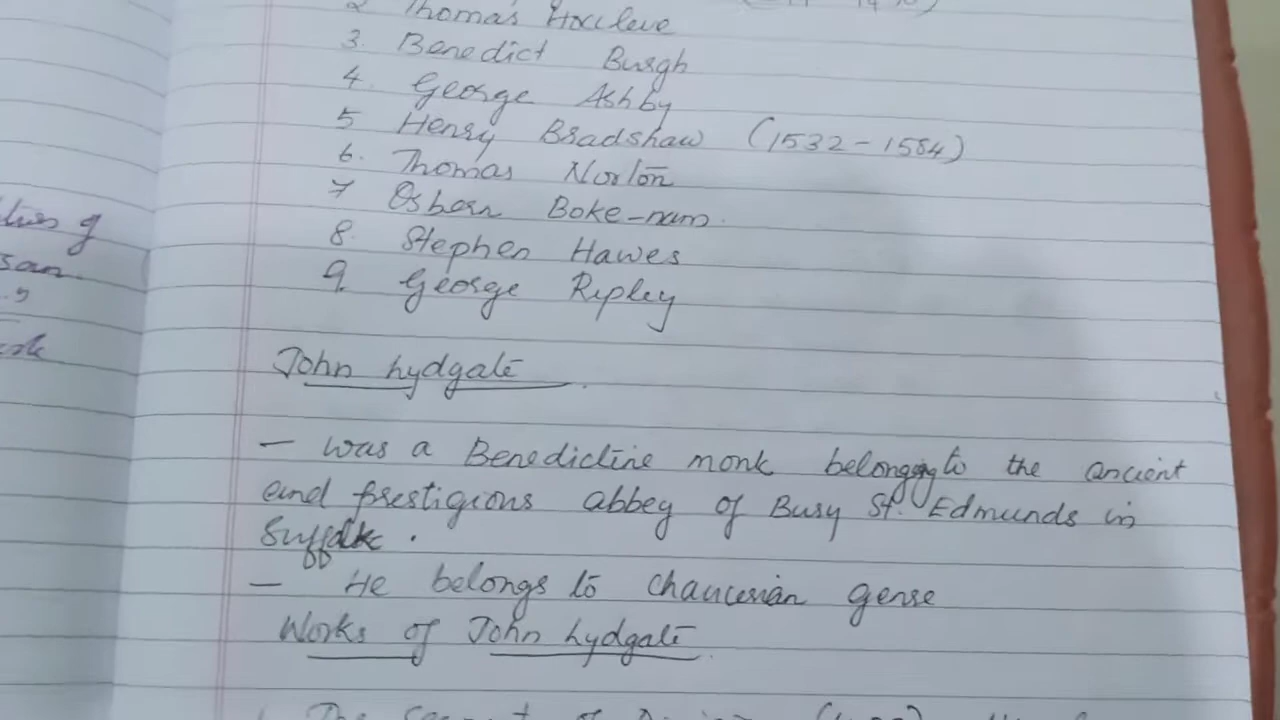 2 Thomas Hoccleve
3. Benedict Burgh
4. George Ashby
5 Henry Bradshaw (1532-1584)
6. Thomas Norton
7 Osbern Boke-nam.
8. Stephen Hawes
9. George Ripley
John Lydgate.
— was a Benedictine monk belonging to the ancient
and prestigious abbey of Bury St. Edmunds in
Suffolk.
— He belongs to Chaucerian genre
Works of John Lydgate.